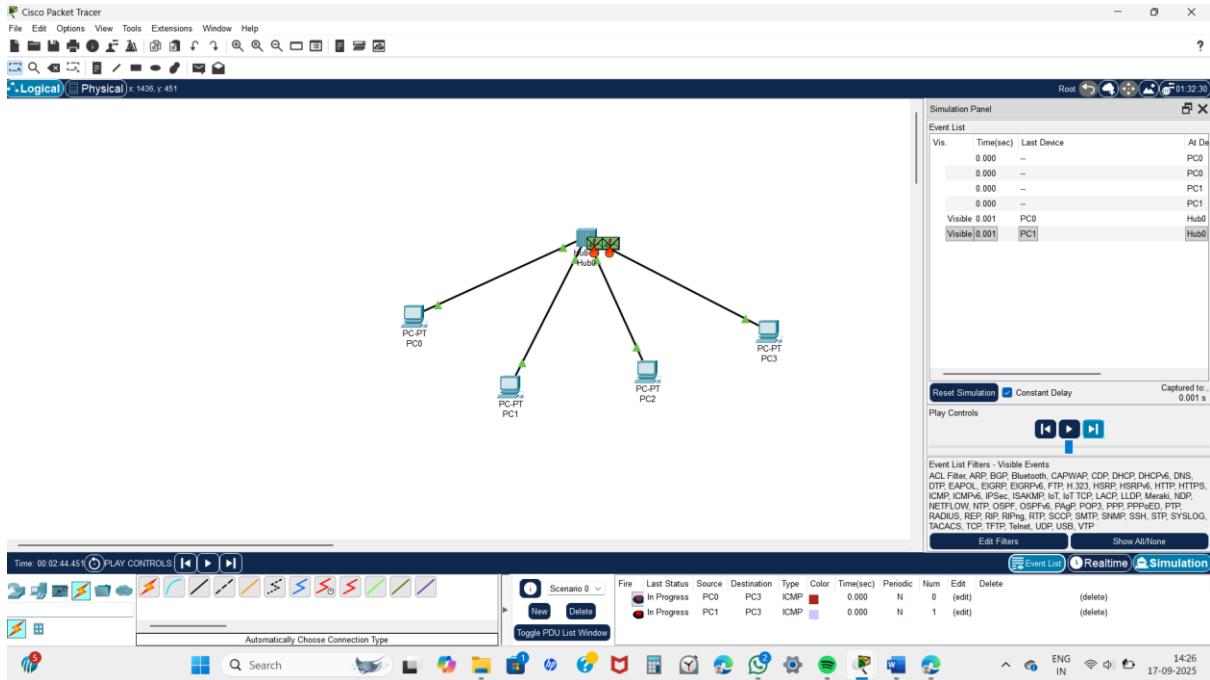 Cisco Packet Tracer
File Edit Options View Tools Extensions Window Help
?
Logical Physical x: 1436, y: 451
Root 01:32:30
Simulation Panel
Event List
Vis. Time(sec) Last Device At De
0.000 -- PC0
0.000 -- PC0
0.000 -- PC1
0.000 -- PC1
Visible 0.001 PC0 Hub0
Visible 0.001 PC1 Hub0
Hub0
PC-PT
PC0
PC-PT
PC1
PC-PT
PC2
PC-PT
PC3
Reset Simulation Constant Delay Captured to:
0.001 s
Play Controls
Event List Filters - Visible Events
ACL Filter, ARP, BGP, Bluetooth, CAPWAP, CDP, DHCP, DHCPv6, DNS,
DTP, EAPOL, EIGRP, EIGRPv6, FTP, H.323, HSRP, HSRPv6, HTTP, HTTPS,
ICMP, ICMPv6, IPSec, ISAKMP, IoT, IoT TCP, LACP, LLDP, Meraki, NDP,
NETFLOW, NTP, OSPF, OSPFv6, PAgP, POP3, PPP, PPPoED, PTP,
RADIUS, REP, RIP, RIPng, RTP, SCCP, SMTP, SNMP, SSH, STP, SYSLOG,
TACACS, TCP, TFTP, Telnet, UDP, USB, VTP
Edit Filters Show All/None
Time: 00:02:44.451 PLAY CONTROLS:
Event List Realtime Simulation
Scenario 0
New Delete
Toggle PDU List Window
Fire Last Status Source Destination Type Color Time(sec) Periodic Num Edit Delete
In Progress PC0 PC3 ICMP 0.000 N 0 (edit) (delete)
In Progress PC1 PC3 ICMP 0.000 N 1 (edit) (delete)
Automatically Choose Connection Type
5
Search
5
ENG
IN
14:26
17-09-2025